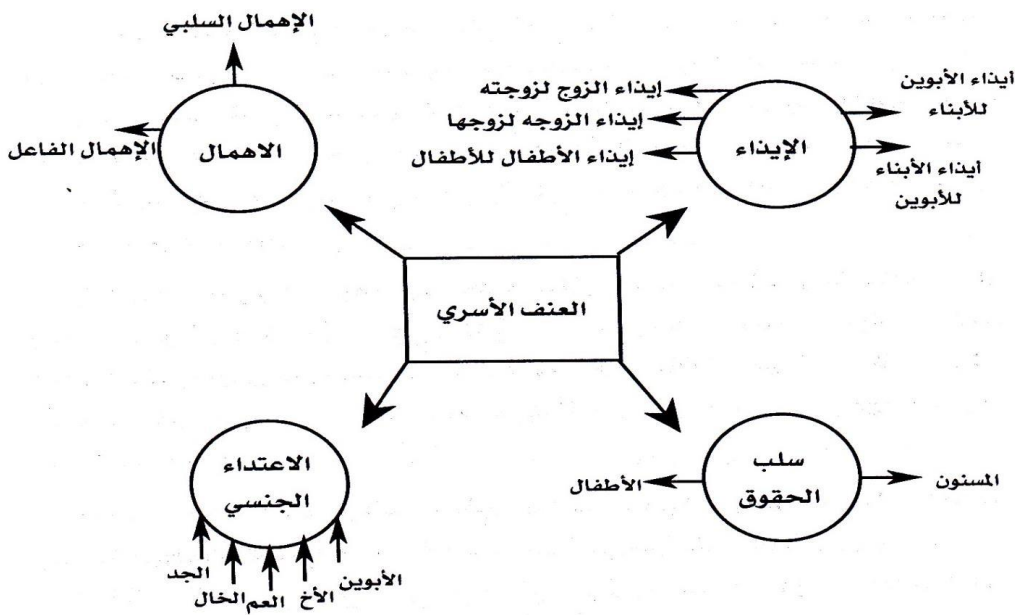 الإهمال السلبي
الإهمال الفاعل
الاهمال
إيذاء الزوج لزوجته
إيذاء الزوجه لزوجها
إيذاء الأطفال للأطفال
الإيذاء
أيذاء الأبوين
للأبناء
أيذاء الأبناء
للأبوين
العنف الأسري
الاعتداء
الجنسي
الأبوين
الأخ
العم
الخال
الجد
سلب
الحقوق
المسنون
الأطفال